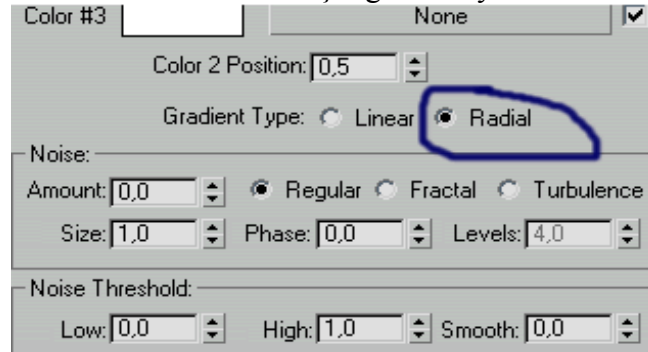 Color #3 None
Color 2 Position: 0,5
Gradient Type: Linear Radial
Noise:
Amount: 0,0 Regular Fractal Turbulence
Size: 1,0 Phase: 0,0 Levels: 4,0
Noise Threshold:
Low: 0,0 High: 1,0 Smooth: 0,0